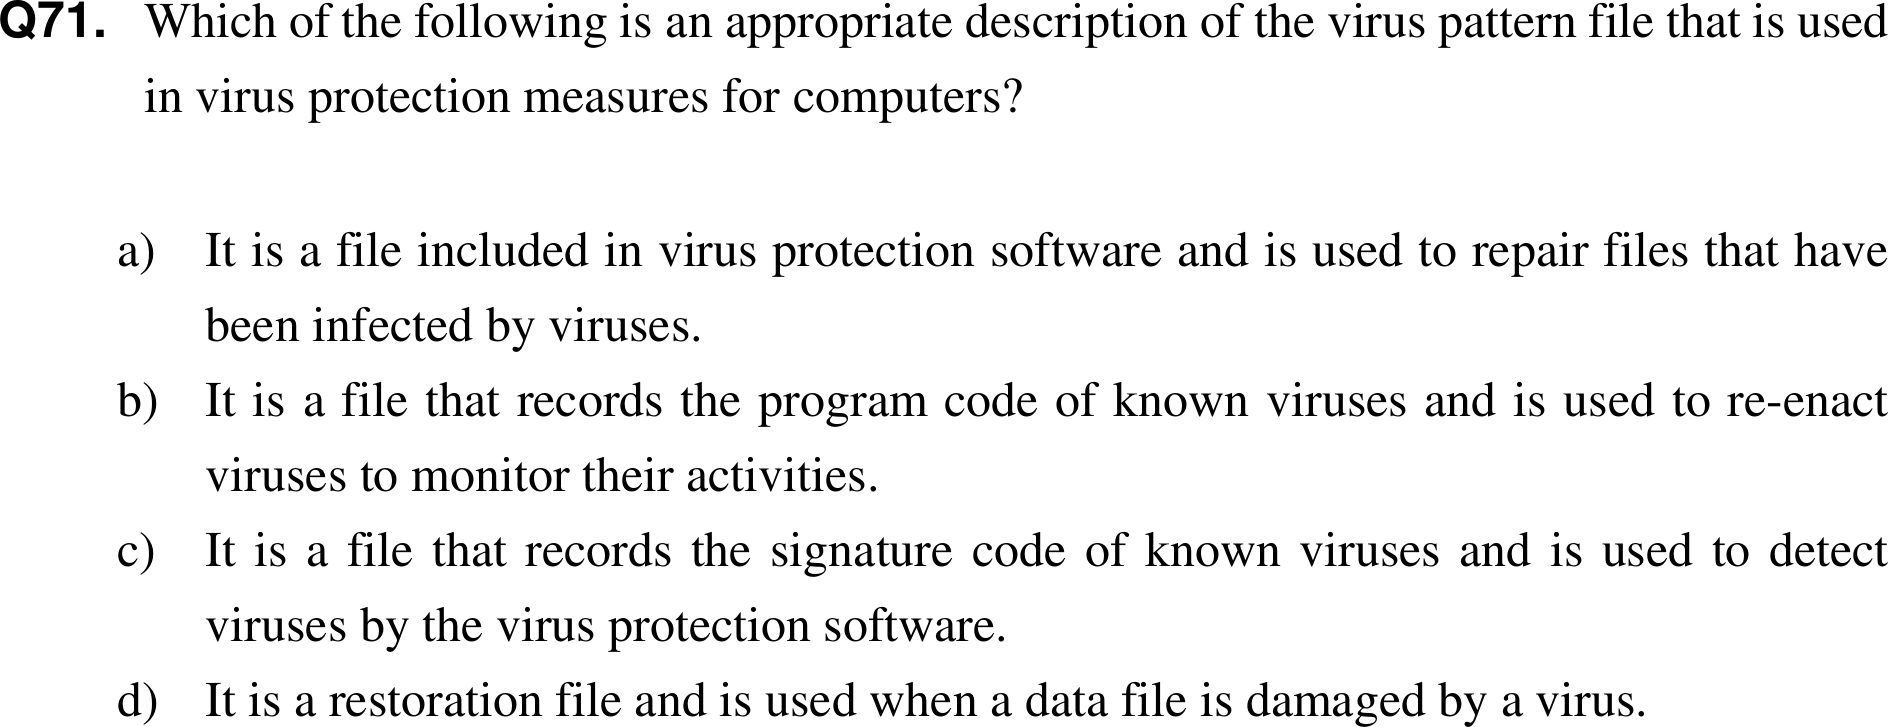 Q71. Which of the following is an appropriate description of the virus pattern file that is used
in virus protection measures for computers?
a) It is a file included in virus protection software and is used to repair files that have
been infected by viruses.
b) It is a file that records the program code of known viruses and is used to re-enact
viruses to monitor their activities.
c) It is a file that records the signature code of known viruses and is used to detect
viruses by the virus protection software.
d) It is a restoration file and is used when a data file is damaged by a virus.